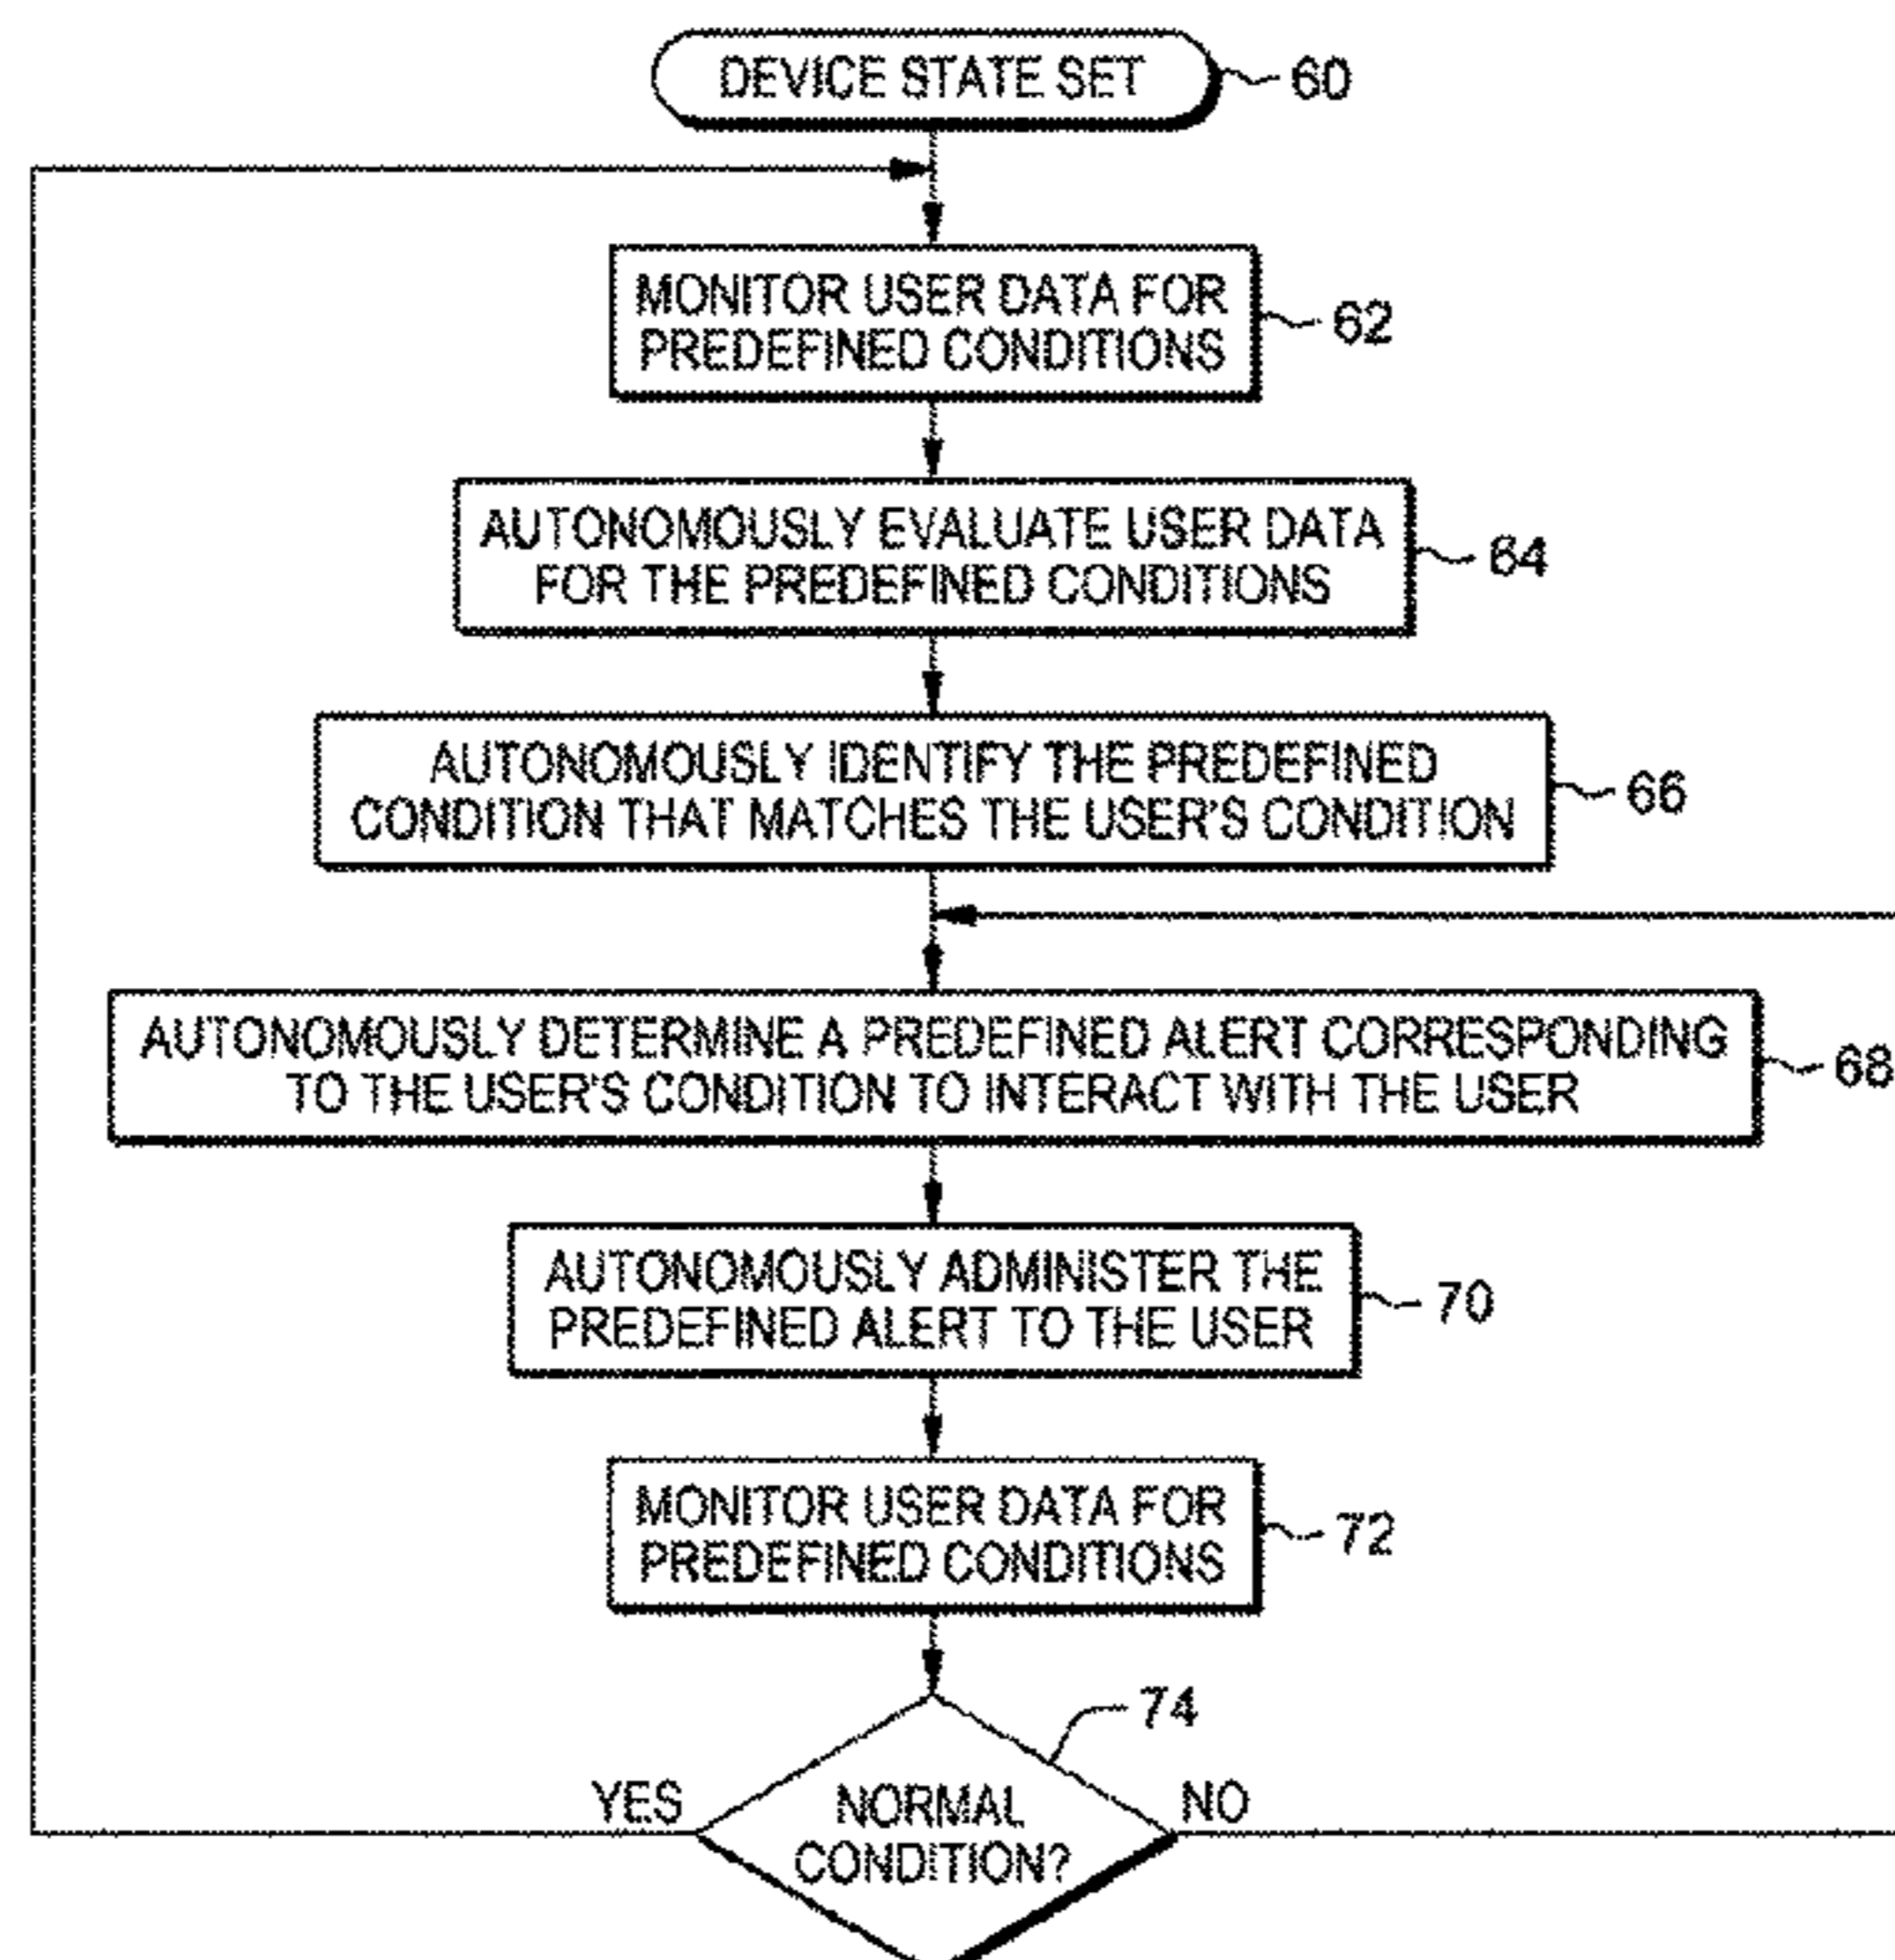 DEVICE STATE SET
60
MONITOR USER DATA FOR
PREDEFINED CONDITIONS
62
AUTONOMOUSLY EVALUATE USER DATA
FOR THE PREDEFINED CONDITIONS
64
AUTONOMOUSLY IDENTIFY THE PREDEFINED
CONDITION THAT MATCHES THE USER'S CONDITION
66
AUTONOMOUSLY DETERMINE A PREDEFINED ALERT CORRESPONDING
TO THE USER'S CONDITION TO INTERACT WITH THE USER
68
AUTONOMOUSLY ADMINISTER THE
PREDEFINED ALERT TO THE USER
70
MONITOR USER DATA FOR
PREDEFINED CONDITIONS
72
74
YES
NORMAL
CONDITION?
NO